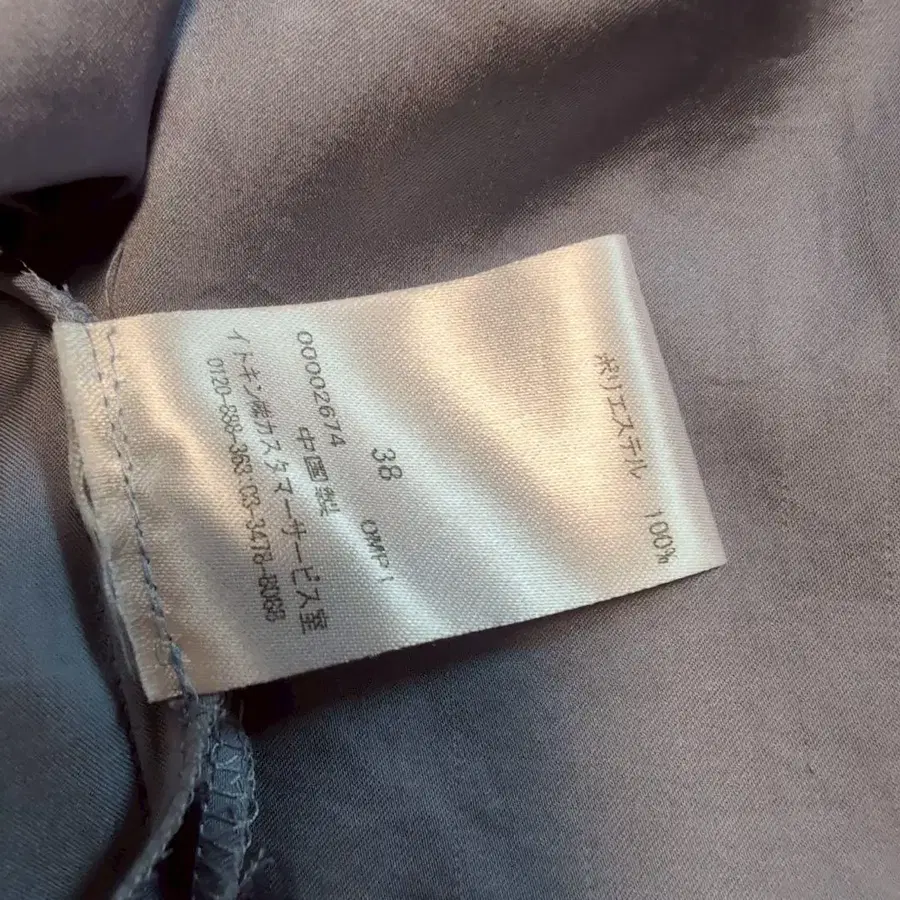 ポリエステル 100%
38 OMP1
00002674 中国製
イトキン㈱カスタマーサービス室
0120-888-363:03-3478-8088